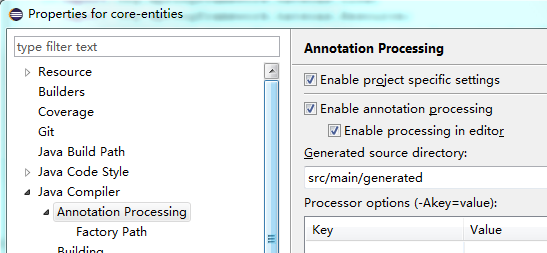 Properties for core-entities
type filter text
Resource
Builders
Coverage
Git
Java Build Path
Java Code Style
Java Compiler
Annotation Processing
Factory Path
Building
Annotation Processing
Enable project specific settings
Enable annotation processing
Enable processing in editor
Generated source directory:
src/main/generated
Processor options (-Akey=value):
Key Value